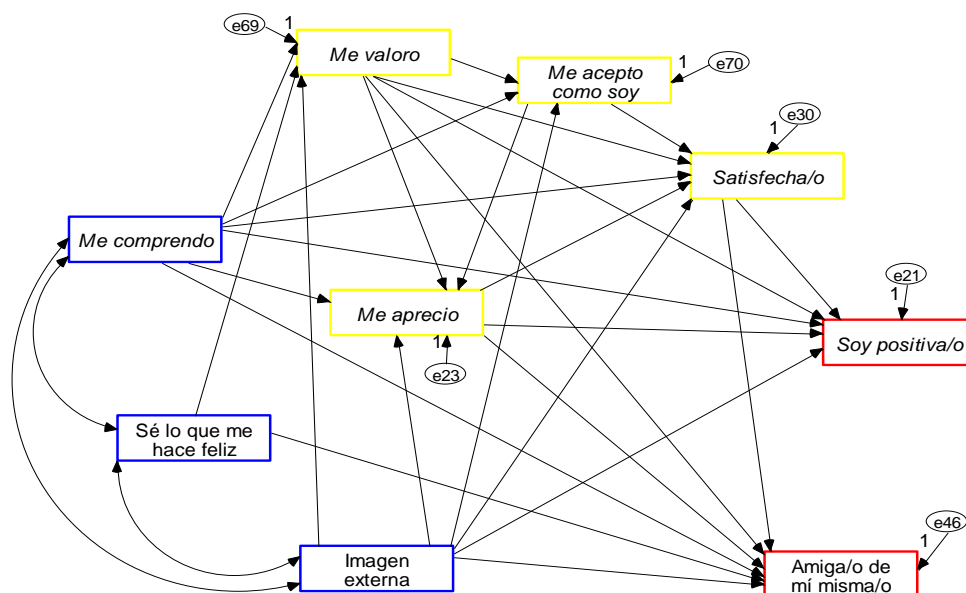 e69
1
Me valoro
Me acepto
como soy
1
e70
1
e30
Satisfecha/o
Me comprendo
e21
1
Me aprecio
Soy positiva/o
1
e23
Sé lo que me
hace feliz
e46
1
Imagen
externa
Amiga/o de
mí misma/o